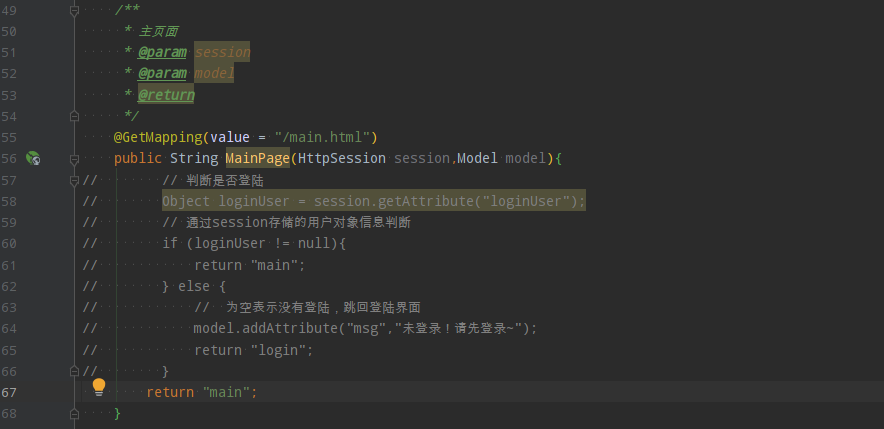 49 /**
50 * 主页面
51 * @param session
52 * @param model
53 * @return
54 */
55 @GetMapping(value = "/main.html")
56 public String MainPage(HttpSession session,Model model){
57 // // 判断是否登陆
58 // Object loginUser = session.getAttribute("loginUser");
59 // // 通过session存储的用户对象信息判断
60 // if (loginUser != null){
61 // return "main";
62 // } else {
63 // // 为空表示没有登陆，跳回登陆界面
64 // model.addAttribute("msg","未登录！请先登录~");
65 // return "login";
66 // }
67 return "main";
68 }